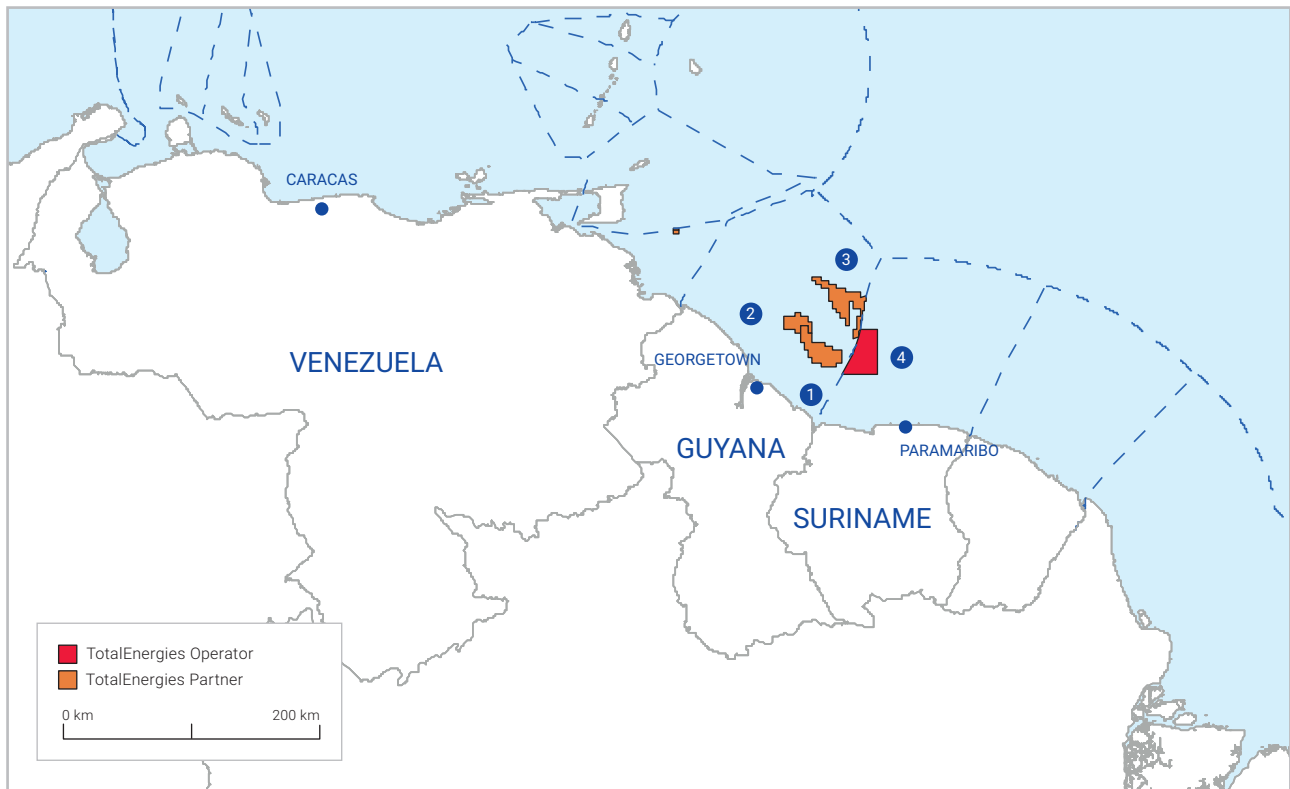 CARACAS
3
2
VENEZUELA
GEORGETOWN
4
1
GUYANA
PARAMARIBO
SURINAME
TotalEnergies Operator
TotalEnergies Partner
0 km 200 km